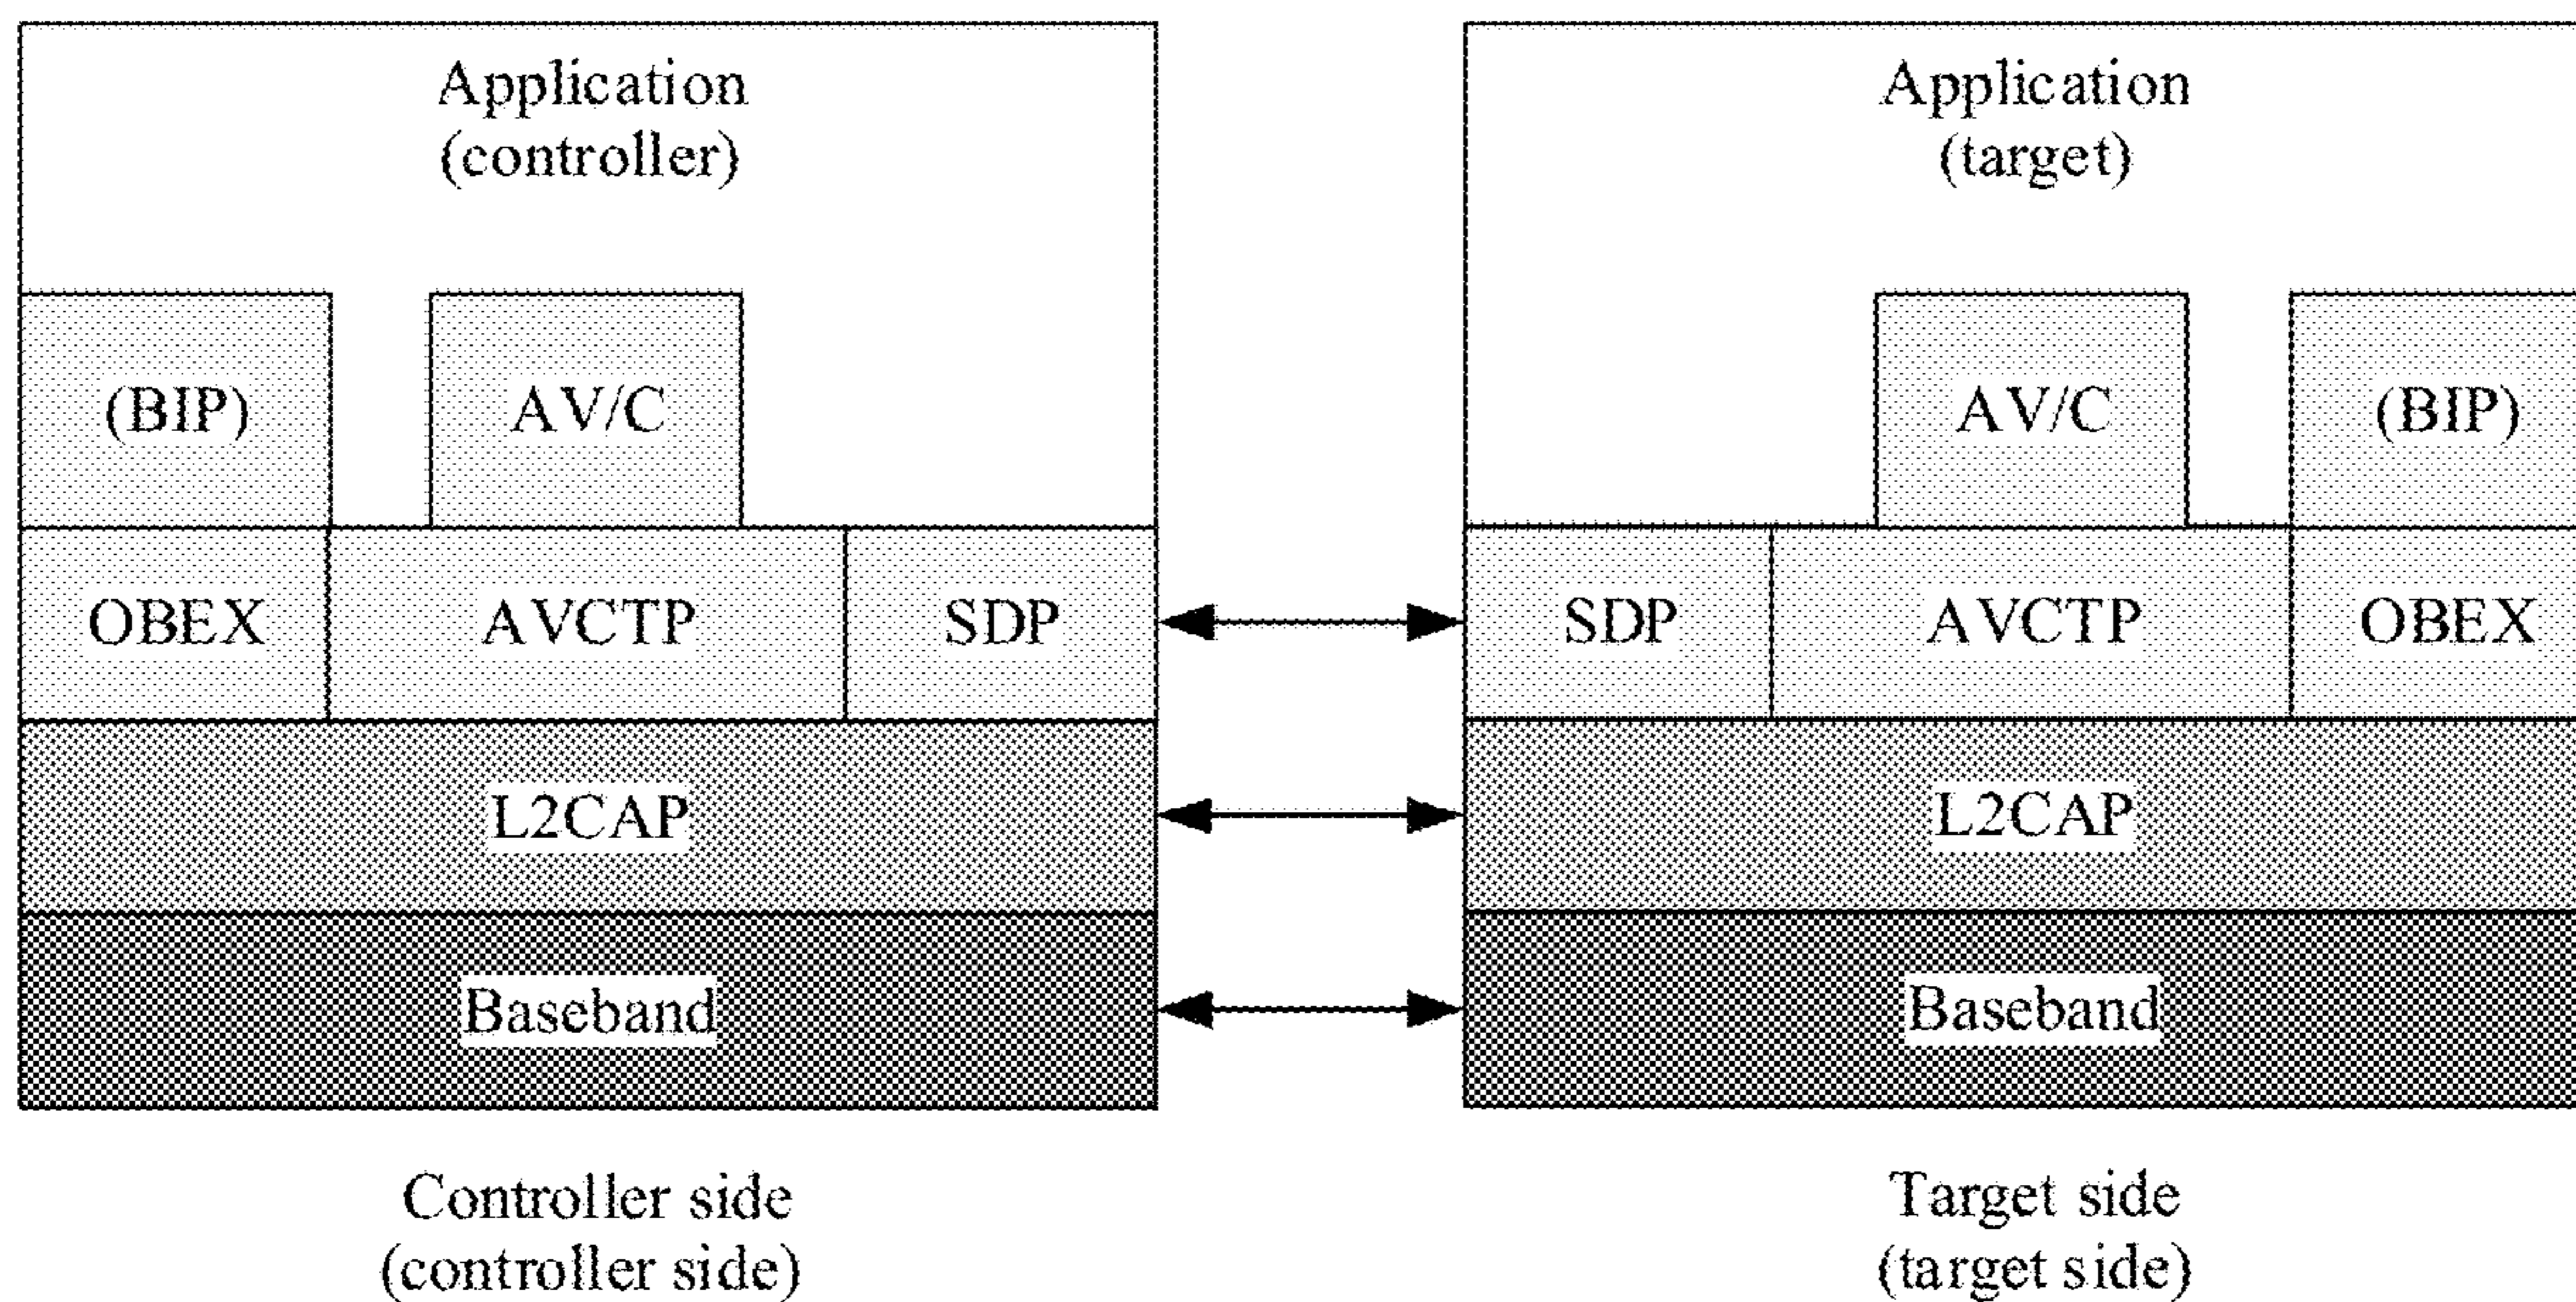 Application
(controller)
(BIP)
AV/C
OBEX
AVCTP
SDP
L2CAP
Baseband
Controller side
(controller side)
Application
(target)
AV/C
(BIP)
SDP
AVCTP
OBEX
L2CAP
Baseband
Target side
(target side)